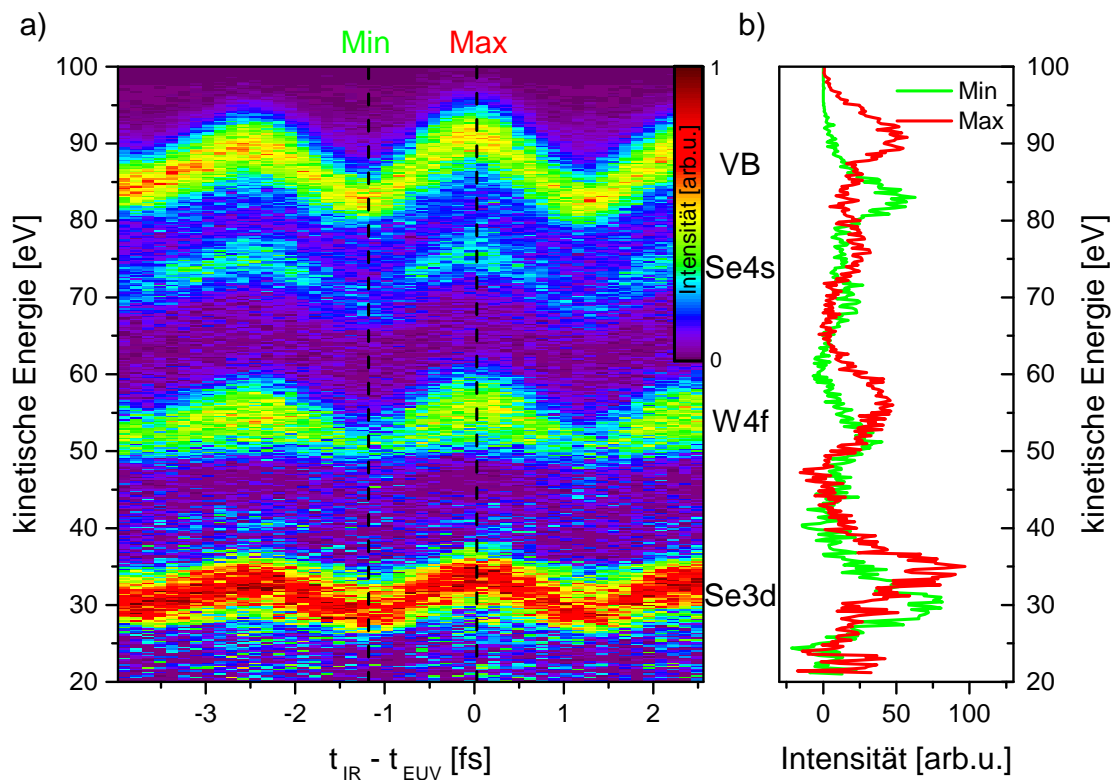 a)
Min
Max
b)
kinetische Energie [eV]
100
90
80
70
60
50
40
30
20
-3
-2
-1
0
1
2
t IR - t EUV [fs]
1
Intensität [arb.u.]
0
VB
Se4s
W4f
Se3d
Min
Max
100
90
80
70
60
50
40
30
20
kinetische Energie [eV]
0
50
100
Intensität [arb.u.]